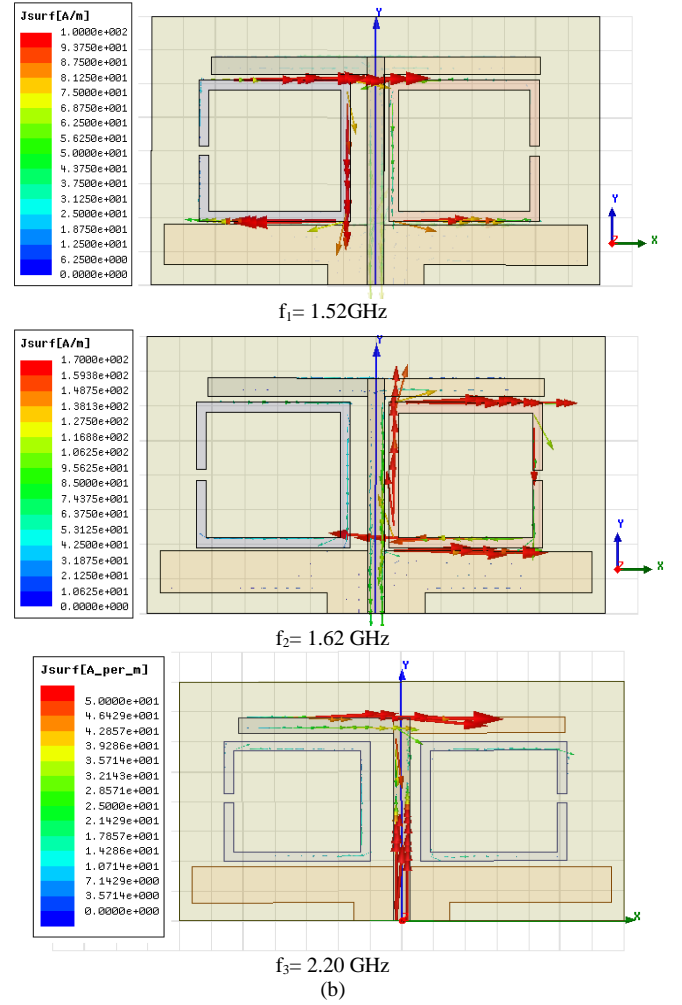 Jsurf[A/m]
1.0000e+002
9.3750e+001
8.7500e+001
8.1250e+001
7.5000e+001
6.8750e+001
6.2500e+001
5.6250e+001
5.0000e+001
4.3750e+001
3.7500e+001
3.1250e+001
2.5000e+001
1.8750e+001
1.2500e+001
6.2500e+000
0.0000e+000
Y
Y
X
Z
f₁= 1.52GHz
Jsurf[A/m]
1.7000e+002
1.5938e+002
1.4875e+002
1.3813e+002
1.2750e+002
1.1688e+002
1.0625e+002
9.5625e+001
8.5000e+001
7.4375e+001
6.3750e+001
5.3125e+001
4.2500e+001
3.1875e+001
2.1250e+001
1.0625e+001
0.0000e+000
Y
Y
X
Z
f₂= 1.62 GHz
Jsurf[A_per_m]
5.0000e+001
4.6429e+001
4.2857e+001
3.9286e+001
3.5714e+001
3.2143e+001
2.8571e+001
2.5000e+001
2.1429e+001
1.7857e+001
1.4286e+001
1.0714e+001
7.1429e+000
3.5714e+000
0.0000e+000
Y
X
f₃= 2.20 GHz
(b)